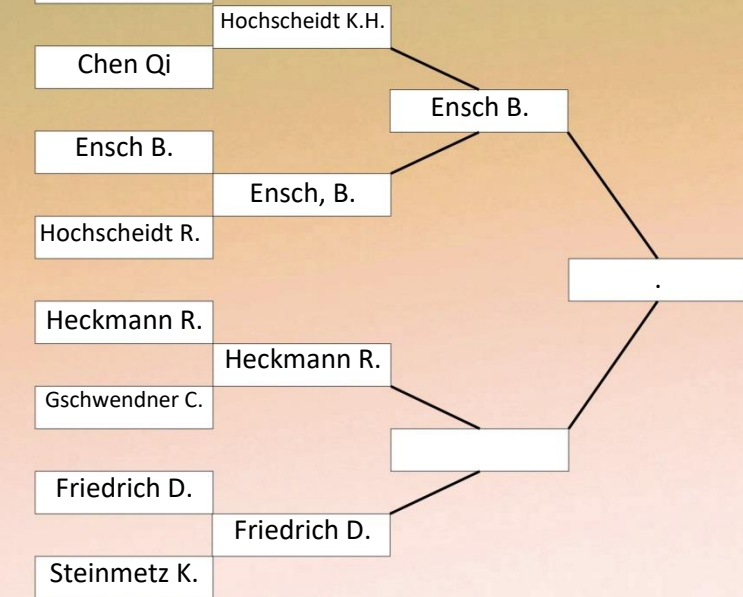 Hochscheidt K.H.
Chen Qi
Ensch B.
Ensch B.
Ensch, B.
Hochscheidt R.
.
Heckmann R.
Heckmann R.
Gschwendner C.
Friedrich D.
Friedrich D.
Steinmetz K.